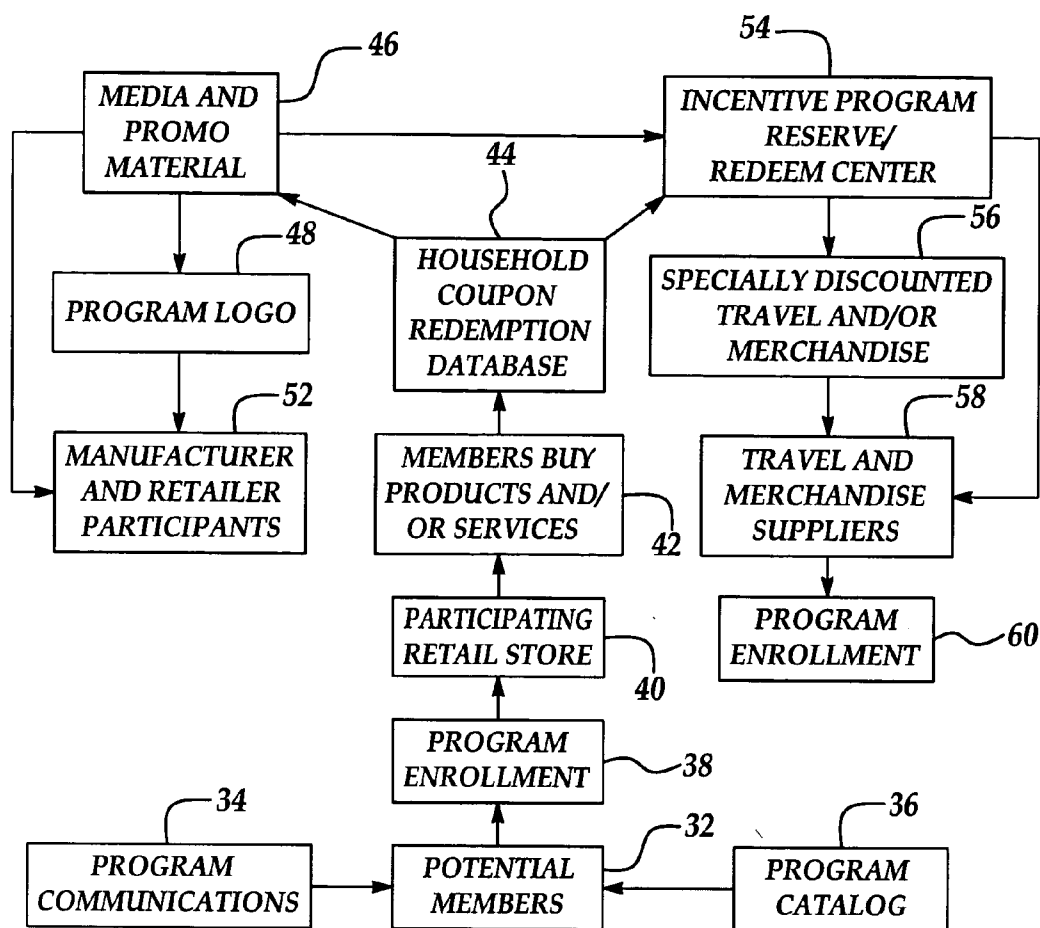 46
MEDIA AND
PROMO
MATERIAL
54
INCENTIVE PROGRAM
RESERVE/
REDEEM CENTER
44
48
PROGRAM LOGO
HOUSEHOLD
COUPON
REDEMPTION
DATABASE
56
SPECIALLY DISCOUNTED
TRAVEL AND/OR
MERCHANDISE
52
MANUFACTURER
AND RETAILER
PARTICIPANTS
MEMBERS BUY
PRODUCTS AND/
OR SERVICES
42
58
TRAVEL AND
MERCHANDISE
SUPPLIERS
PARTICIPATING
RETAIL STORE
40
PROGRAM
ENROLLMENT
60
PROGRAM
ENROLLMENT
38
34
PROGRAM
COMMUNICATIONS
32
POTENTIAL
MEMBERS
36
PROGRAM
CATALOG